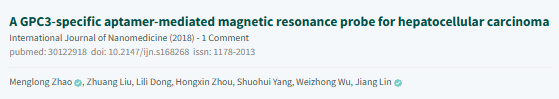 A GPC3-specific aptamer-mediated magnetic resonance probe for hepatocellular carcinoma
International Journal of Nanomedicine (2018) - 1 Comment
pubmed: 30122918 doi: 10.2147/ijn.s168268 issn: 1178-2013
Menglong Zhao, Zhuang Liu, Lili Dong, Hongxin Zhou, Shuohui Yang, Weizhong Wu, Jiang Lin